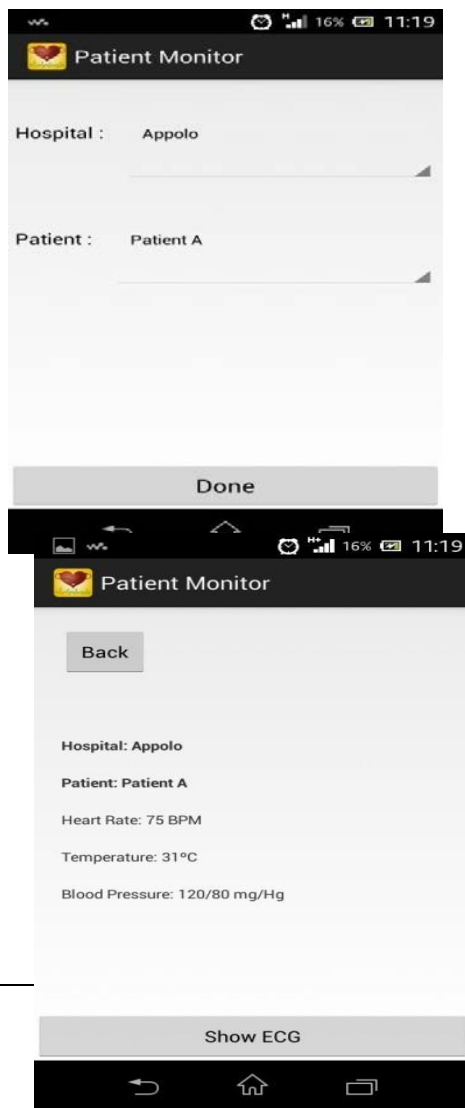 H+ 16% 11:19
Patient Monitor
Hospital : Appolo
Patient : Patient A
Done
H+ 16% 11:19
Patient Monitor
Back
Hospital: Appolo
Patient: Patient A
Heart Rate: 75 BPM
Temperature: 31ºC
Blood Pressure: 120/80 mg/Hg
Show ECG